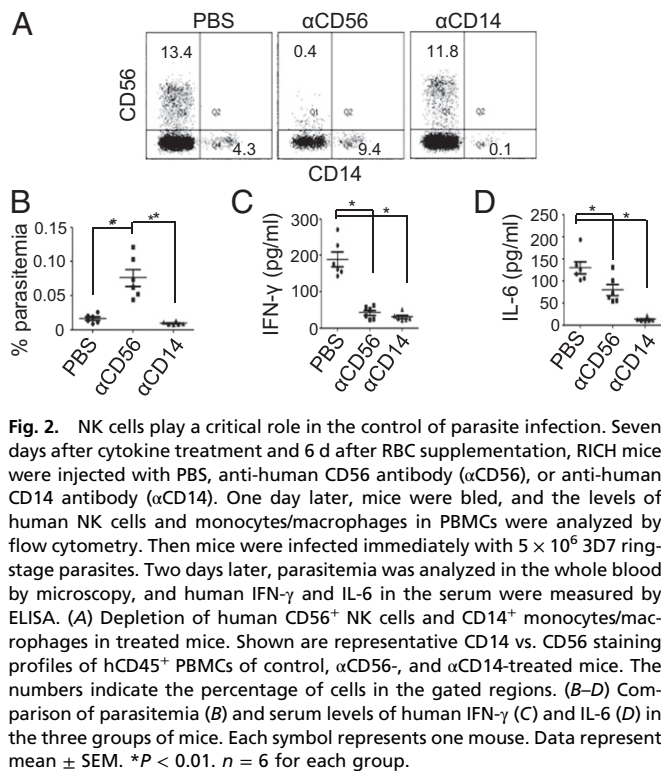 A
PBS αCD56 αCD14
13.4 0.4 11.8
CD56
Q1 Q2 Q1 Q2 Q1 Q2
Q4 4.3 Q4 9.4 Q4 0.1
CD14
B C D
* ** * * * *
% parasitemia
0.15
0.10
0.05
0
PBS αCD56 αCD14
IFN-γ (pg/ml)
300
200
100
0
PBS αCD56 αCD14
IL-6 (pg/ml)
250
200
150
100
50
0
PBS αCD56 αCD14
Fig. 2. NK cells play a critical role in the control of parasite infection. Seven
days after cytokine treatment and 6 d after RBC supplementation, RICH mice
were injected with PBS, anti-human CD56 antibody (αCD56), or anti-human
CD14 antibody (αCD14). One day later, mice were bled, and the levels of
human NK cells and monocytes/macrophages in PBMCs were analyzed by
flow cytometry. Then mice were infected immediately with 5 × 10⁶ 3D7 ring-
stage parasites. Two days later, parasitemia was analyzed in the whole blood
by microscopy, and human IFN-γ and IL-6 in the serum were measured by
ELISA. (A) Depletion of human CD56⁺ NK cells and CD14⁺ monocytes/mac-
rophages in treated mice. Shown are representative CD14 vs. CD56 staining
profiles of hCD45⁺ PBMCs of control, αCD56-, and αCD14-treated mice. The
numbers indicate the percentage of cells in the gated regions. (B–D) Com-
parison of parasitemia (B) and serum levels of human IFN-γ (C) and IL-6 (D) in
the three groups of mice. Each symbol represents one mouse. Data represent
mean ± SEM. *P < 0.01. n = 6 for each group.